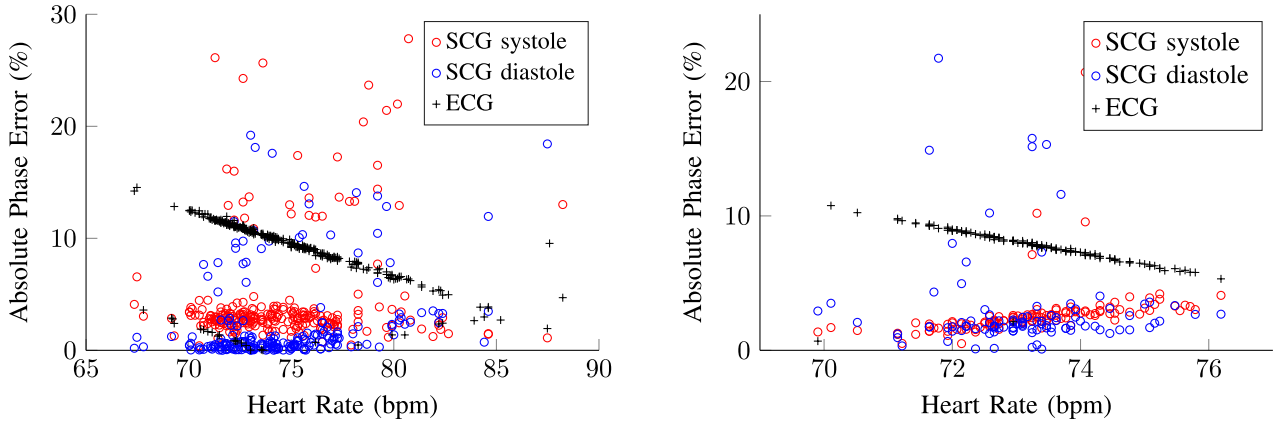 Absolute Phase Error (%)
30
20
10
0
65
70
75
80
85
90
Heart Rate (bpm)
SCG systole
SCG diastole
ECG
Absolute Phase Error (%)
20
10
0
70
72
74
76
Heart Rate (bpm)
SCG systole
SCG diastole
ECG